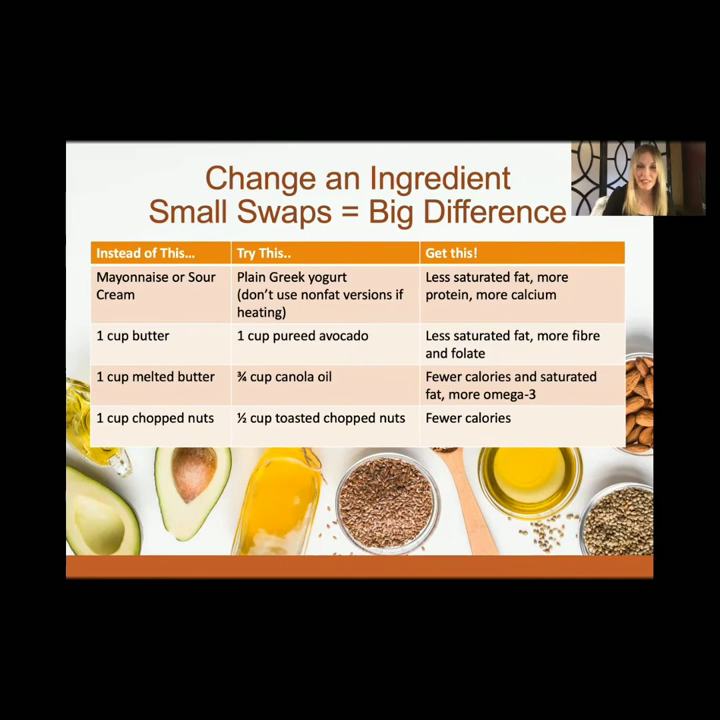 Change an Ingredient
Small Swaps = Big Difference
Instead of This... Try This.. Get this!
Mayonnaise or Sour Cream
Plain Greek yogurt
(don't use nonfat versions if heating)
Less saturated fat, more protein, more calcium
1 cup butter
1 cup pureed avocado
Less saturated fat, more fibre and folate
1 cup melted butter
¾ cup canola oil
Fewer calories and saturated fat, more omega-3
1 cup chopped nuts
½ cup toasted chopped nuts
Fewer calories